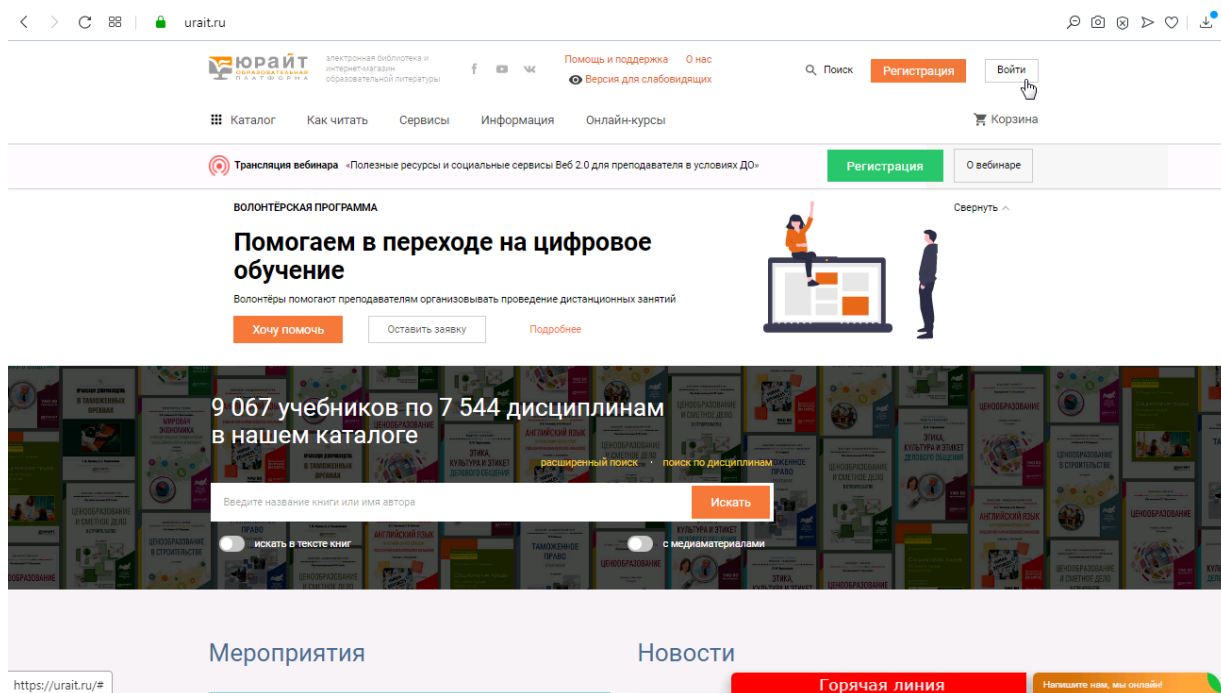 urait.ru
юрайт
ОБРАЗОВАТЕЛЬНАЯ
ПЛАТФОРМА
электронная библиотека и
интернет-магазин
образовательной литературы
Помощь и поддержка О нас
Версия для слабовидящих
Поиск
Регистрация
Войти
Каталог Как читать Сервисы Информация Онлайн-курсы
Корзина
Трансляция вебинара «Полезные ресурсы и социальные сервисы Веб 2.0 для преподавателя в условиях ДО»
Регистрация
О вебинаре
ВОЛОНТЁРСКАЯ ПРОГРАММА
Свернуть
Помогаем в переходе на цифровое
обучение
Волонтёры помогают преподавателям организовывать проведение дистанционных занятий
Хочу помочь
Оставить заявку
Подробнее
9 067 учебников по 7 544 дисциплинам
в нашем каталоге
расширенный поиск · поиск по дисциплинам
Введите название книги или имя автора
Искать
искать в тексте книг
с медиаматериалами
Мероприятия
Новости
https://urait.ru/#
Горячая линия
Напишите нам, мы онлайн!